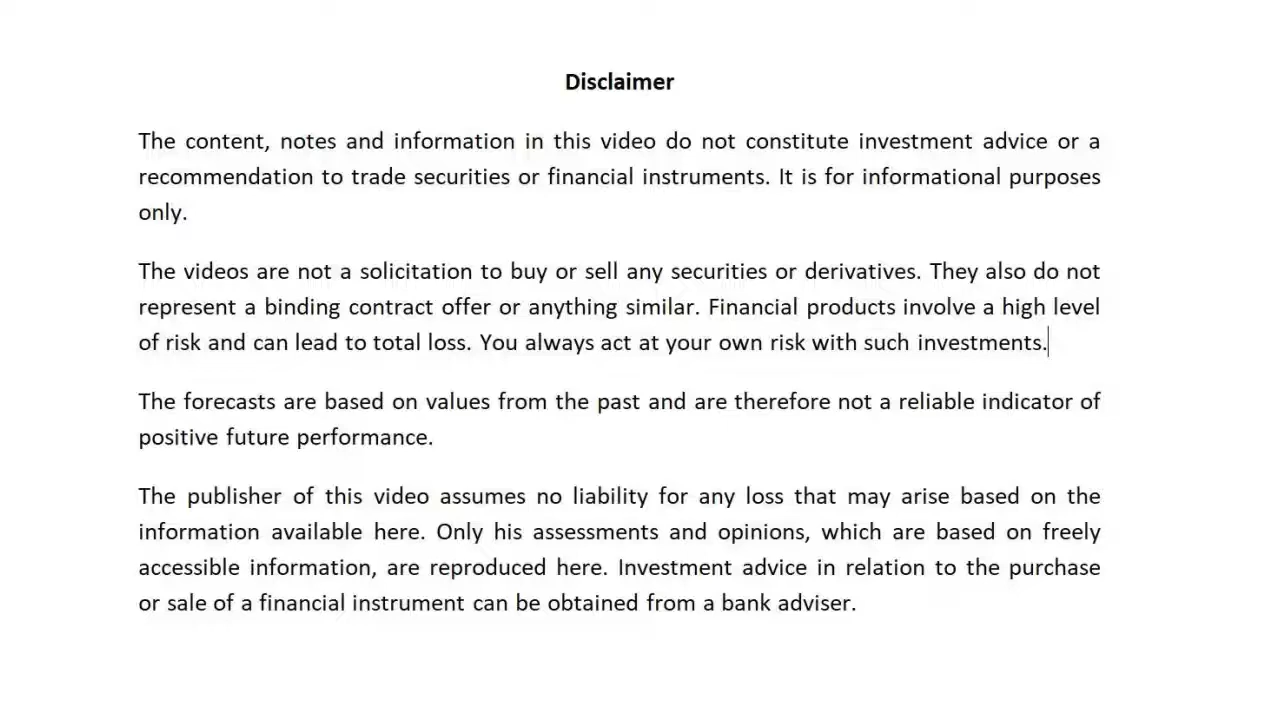 Disclaimer
The content, notes and information in this video do not constitute investment advice or a
recommendation to trade securities or financial instruments. It is for informational purposes
only.
The videos are not a solicitation to buy or sell any securities or derivatives. They also do not
represent a binding contract offer or anything similar. Financial products involve a high level
of risk and can lead to total loss. You always act at your own risk with such investments.
The forecasts are based on values from the past and are therefore not a reliable indicator of
positive future performance.
The publisher of this video assumes no liability for any loss that may arise based on the
information available here. Only his assessments and opinions, which are based on freely
accessible information, are reproduced here. Investment advice in relation to the purchase
or sale of a financial instrument can be obtained from a bank adviser.